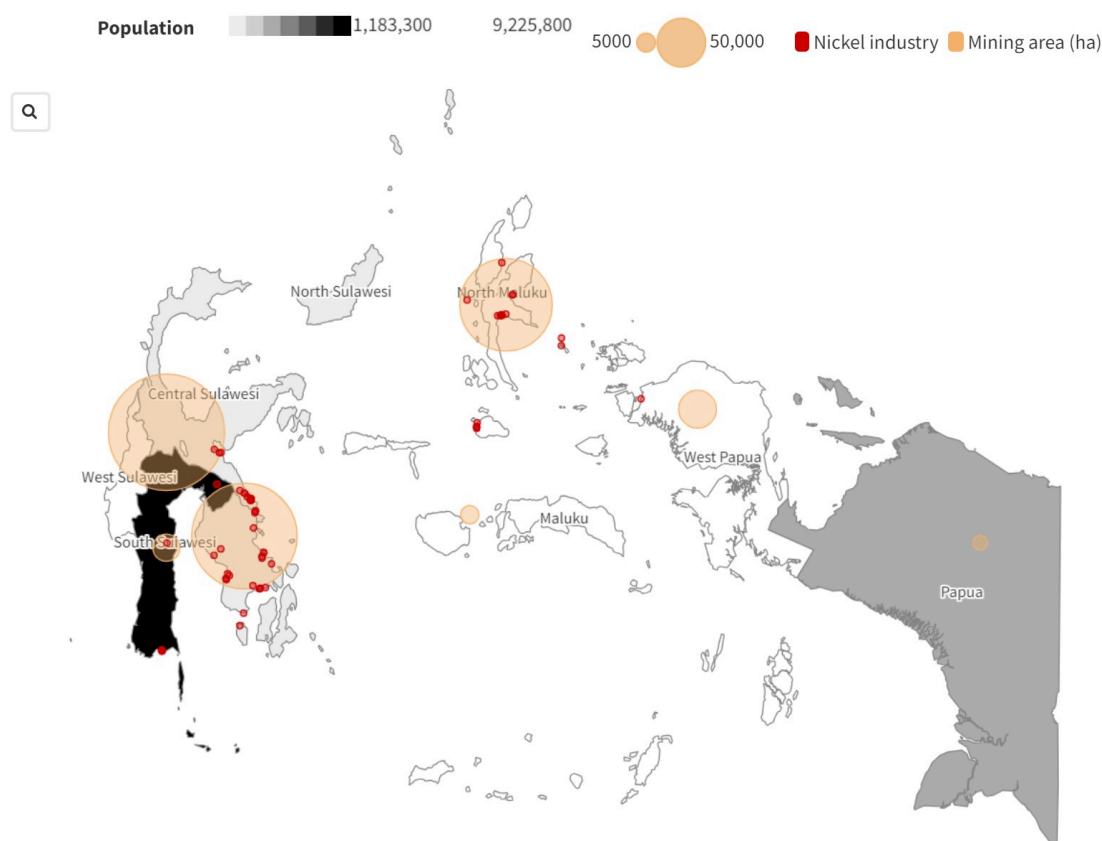 Population 1,183,300 9,225,800 5000 50,000 Nickel industry Mining area (ha)
North Sulawesi
North Maluku
Central Sulawesi
West Papua
West Sulawesi
Maluku
South Sulawesi
Papua